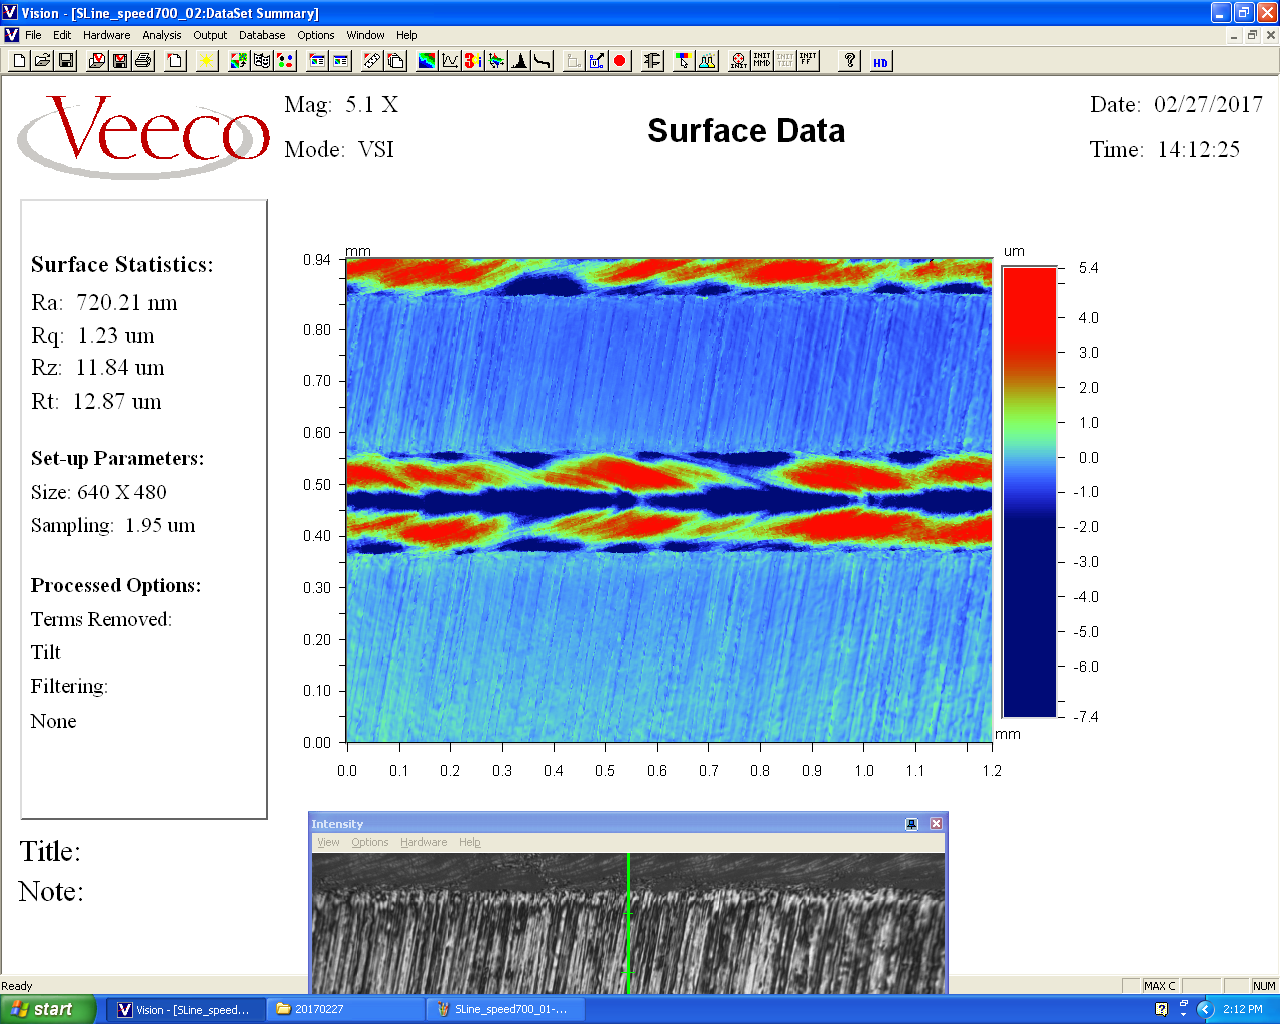 Vision - [SLine_speed700_02:DataSet Summary]
File Edit Hardware Analysis Output Database Options Window Help
INIT INIT MMD INIT TILT INIT FF ? HD
Veeco
Mag: 5.1 X
Mode: VSI
Surface Data
Date: 02/27/2017
Time: 14:12:25
Surface Statistics:
Ra: 720.21 nm
Rq: 1.23 um
Rz: 11.84 um
Rt: 12.87 um
Set-up Parameters:
Size: 640 X 480
Sampling: 1.95 um
Processed Options:
Terms Removed:
Tilt
Filtering:
None
Title:
Note:
mm
0.94
0.80
0.70
0.60
0.50
0.40
0.30
0.20
0.10
0.00
0.0 0.1 0.2 0.3 0.4 0.5 0.6 0.7 0.8 0.9 1.0 1.1 1.2
mm
um
5.4
4.0
3.0
2.0
1.0
0.0
-1.0
-2.0
-3.0
-4.0
-5.0
-6.0
-7.4
Intensity
View Options Hardware Help
Ready
MAX C NUM
start
Vision - [SLine_speed...
20170227
SLine_speed700_01-...
2:12 PM